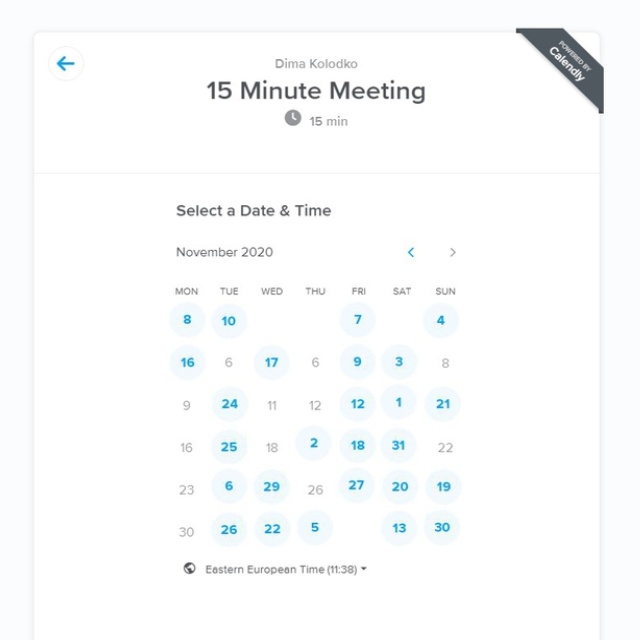 POWERED BY
Calendly
Dima Kolodko
15 Minute Meeting
15 min
Select a Date & Time
November 2020
MON TUE WED THU FRI SAT SUN
8 10 7 4
16 6 17 6 9 3 8
9 24 11 12 12 1 21
16 25 18 2 18 31 22
23 6 29 26 27 20 19
30 26 22 5 13 30
Eastern European Time (11:38)